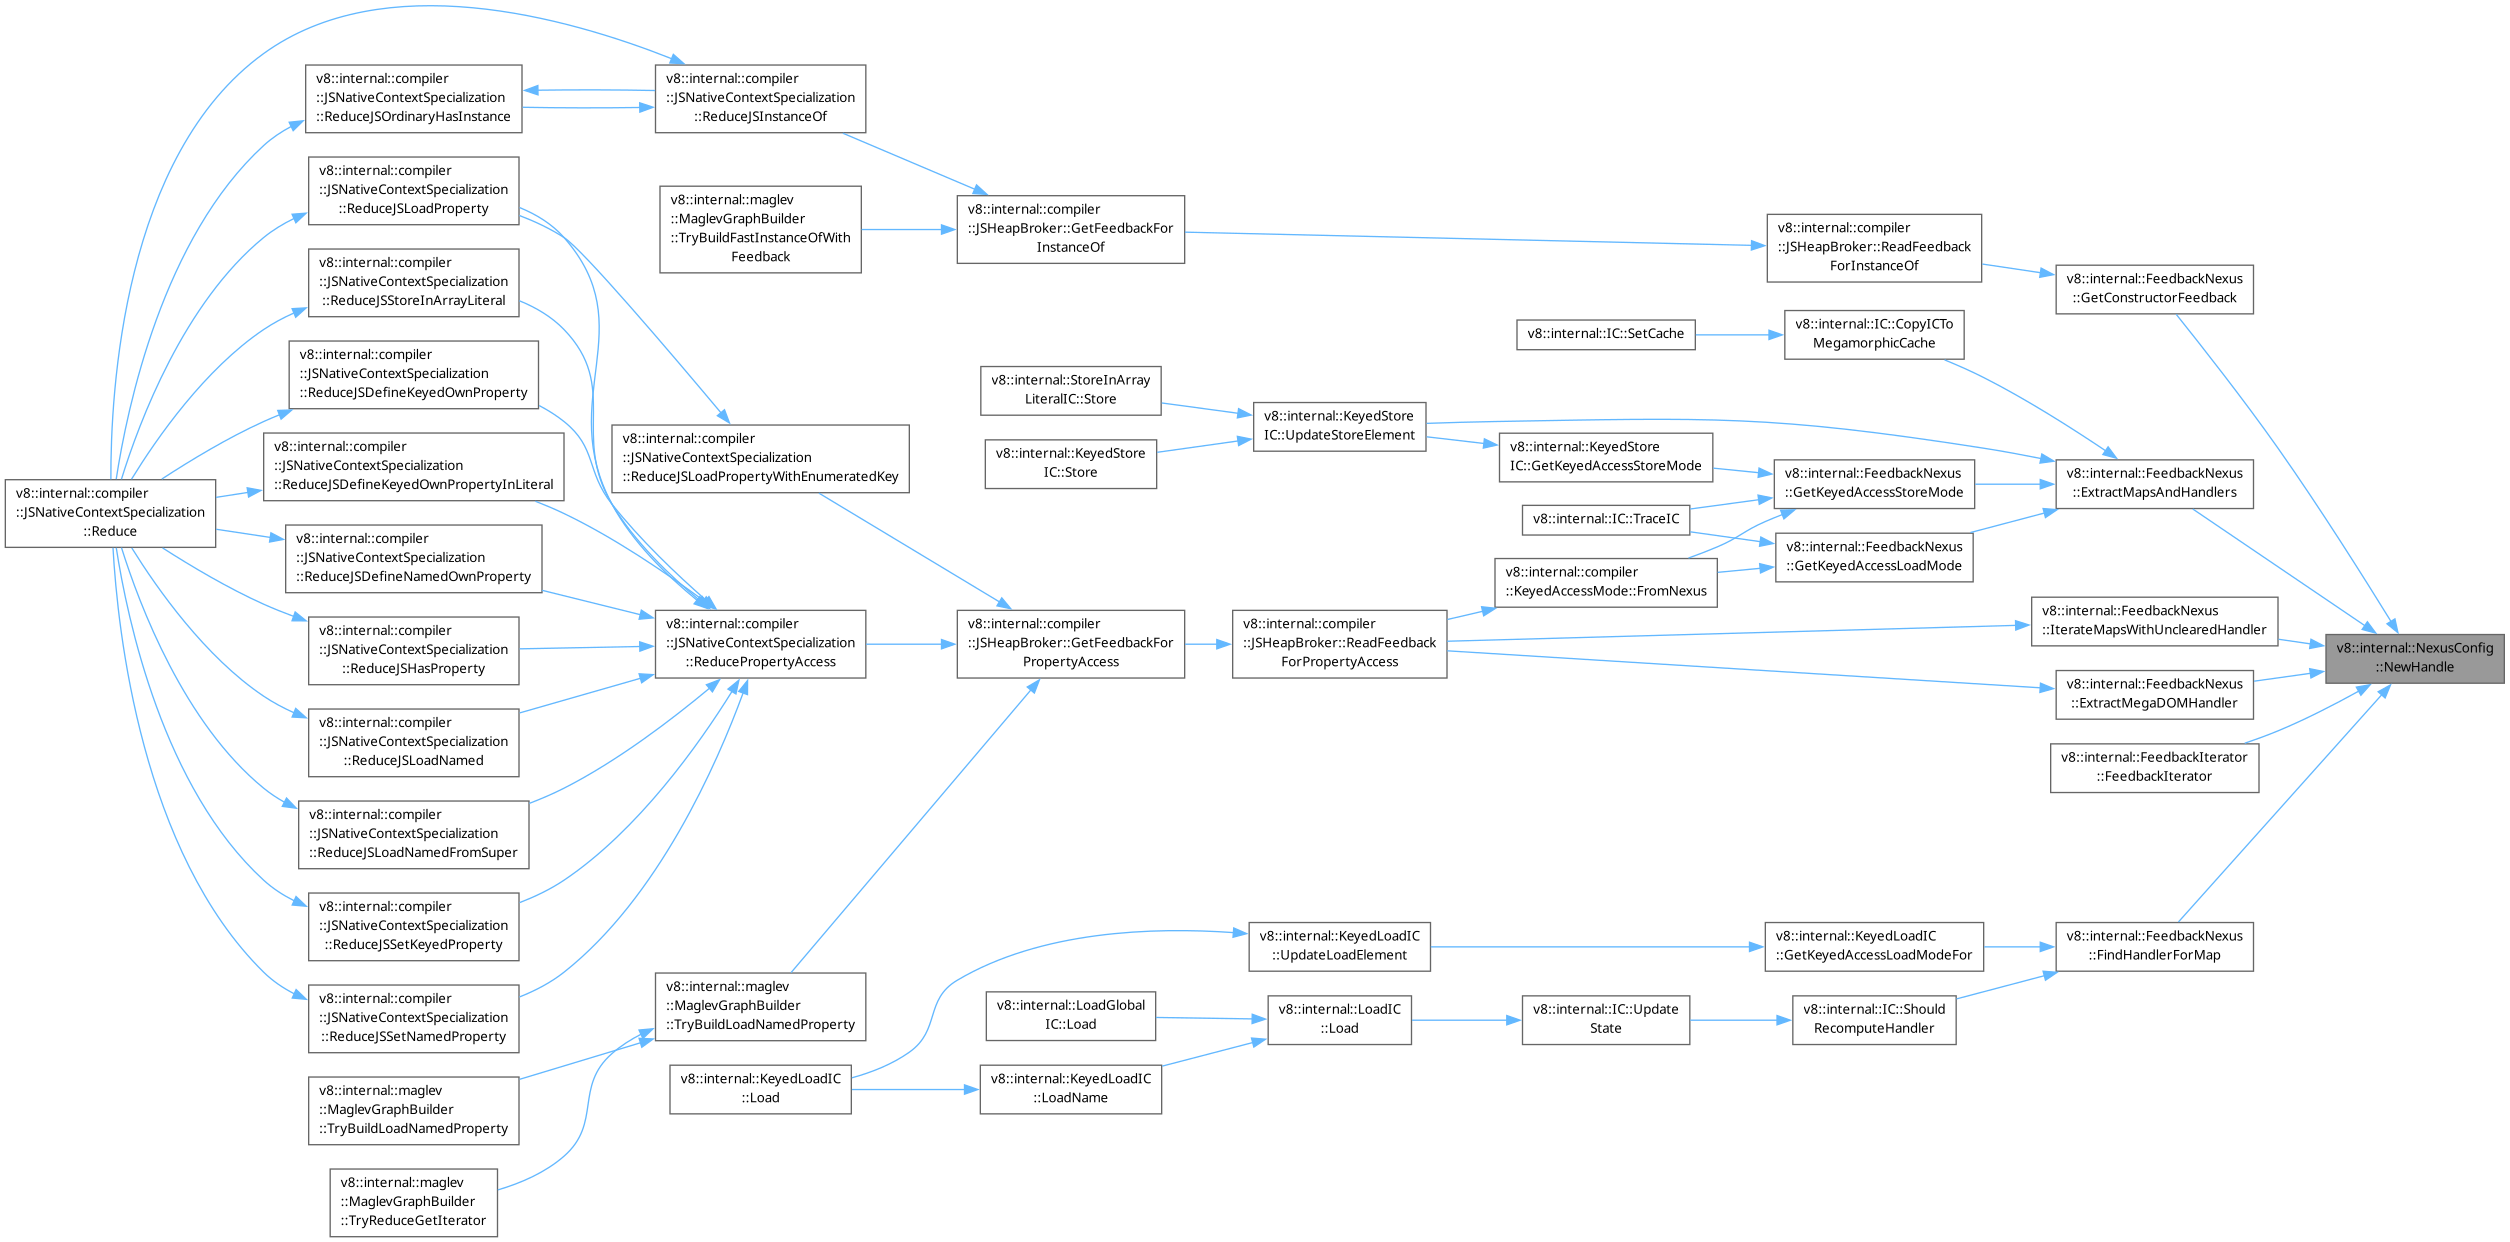 v8::internal::compiler
::JSNativeContextSpecialization
::Reduce
v8::internal::compiler
::JSNativeContextSpecialization
::ReduceJSOrdinaryHasInstance
v8::internal::compiler
::JSNativeContextSpecialization
::ReduceJSLoadProperty
v8::internal::compiler
::JSNativeContextSpecialization
::ReduceJSStoreInArrayLiteral
v8::internal::compiler
::JSNativeContextSpecialization
::ReduceJSDefineKeyedOwnProperty
v8::internal::compiler
::JSNativeContextSpecialization
::ReduceJSDefineKeyedOwnPropertyInLiteral
v8::internal::compiler
::JSNativeContextSpecialization
::ReduceJSDefineNamedOwnProperty
v8::internal::compiler
::JSNativeContextSpecialization
::ReduceJSHasProperty
v8::internal::compiler
::JSNativeContextSpecialization
::ReduceJSLoadNamed
v8::internal::compiler
::JSNativeContextSpecialization
::ReduceJSLoadNamedFromSuper
v8::internal::compiler
::JSNativeContextSpecialization
::ReduceJSSetKeyedProperty
v8::internal::compiler
::JSNativeContextSpecialization
::ReduceJSSetNamedProperty
v8::internal::maglev
::MaglevGraphBuilder
::TryBuildLoadNamedProperty
v8::internal::maglev
::MaglevGraphBuilder
::TryReduceGetIterator
v8::internal::compiler
::JSNativeContextSpecialization
::ReduceJSInstanceOf
v8::internal::maglev
::MaglevGraphBuilder
::TryBuildFastInstanceOfWith
Feedback
v8::internal::compiler
::JSNativeContextSpecialization
::ReduceJSLoadPropertyWithEnumeratedKey
v8::internal::compiler
::JSNativeContextSpecialization
::ReducePropertyAccess
v8::internal::maglev
::MaglevGraphBuilder
::TryBuildLoadNamedProperty
v8::internal::KeyedLoadIC
::Load
v8::internal::compiler
::JSHeapBroker::GetFeedbackFor
InstanceOf
v8::internal::StoreInArray
LiteralIC::Store
v8::internal::KeyedStore
IC::Store
v8::internal::compiler
::JSHeapBroker::GetFeedbackFor
PropertyAccess
v8::internal::LoadGlobal
IC::Load
v8::internal::KeyedLoadIC
::LoadName
v8::internal::KeyedStore
IC::UpdateStoreElement
v8::internal::compiler
::JSHeapBroker::ReadFeedback
ForPropertyAccess
v8::internal::KeyedLoadIC
::UpdateLoadElement
v8::internal::LoadIC
::Load
v8::internal::IC::SetCache
v8::internal::KeyedStore
IC::GetKeyedAccessStoreMode
v8::internal::IC::TraceIC
v8::internal::compiler
::KeyedAccessMode::FromNexus
v8::internal::IC::Update
State
v8::internal::compiler
::JSHeapBroker::ReadFeedback
ForInstanceOf
v8::internal::IC::CopyICTo
MegamorphicCache
v8::internal::FeedbackNexus
::GetKeyedAccessStoreMode
v8::internal::FeedbackNexus
::GetKeyedAccessLoadMode
v8::internal::KeyedLoadIC
::GetKeyedAccessLoadModeFor
v8::internal::IC::Should
RecomputeHandler
v8::internal::FeedbackNexus
::GetConstructorFeedback
v8::internal::FeedbackNexus
::ExtractMapsAndHandlers
v8::internal::FeedbackNexus
::IterateMapsWithUnclearedHandler
v8::internal::FeedbackNexus
::ExtractMegaDOMHandler
v8::internal::FeedbackIterator
::FeedbackIterator
v8::internal::FeedbackNexus
::FindHandlerForMap
v8::internal::NexusConfig
::NewHandle